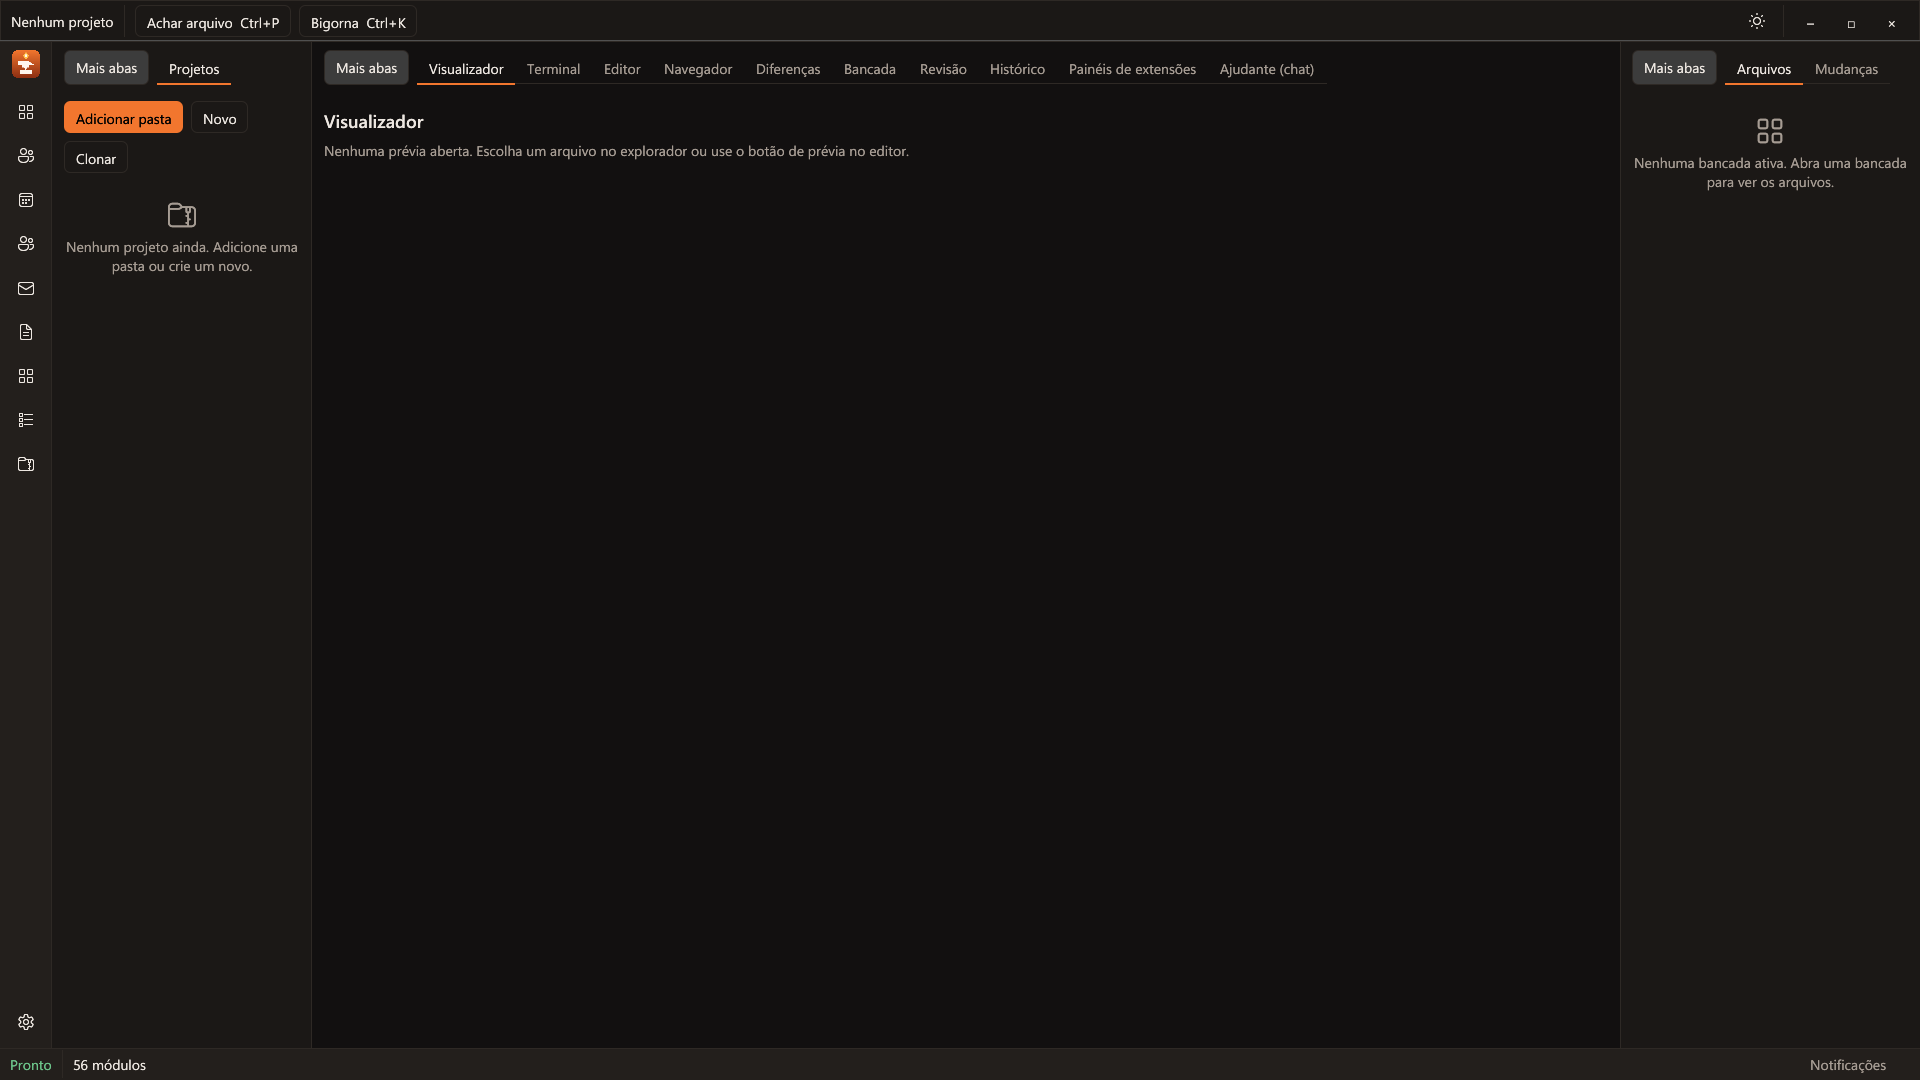 Nenhum projeto
Achar arquivo Ctrl+P
Bigorna Ctrl+K
Mais abas
Projetos
Adicionar pasta
Novo
Clonar
Nenhum projeto ainda. Adicione uma
pasta ou crie um novo.
Mais abas
Visualizador
Terminal
Editor
Navegador
Diferenças
Bancada
Revisão
Histórico
Painéis de extensões
Ajudante (chat)
Visualizador
Nenhuma prévia aberta. Escolha um arquivo no explorador ou use o botão de prévia no editor.
Mais abas
Arquivos
Mudanças
Nenhuma bancada ativa. Abra uma bancada
para ver os arquivos.
Pronto
56 módulos
Notificações